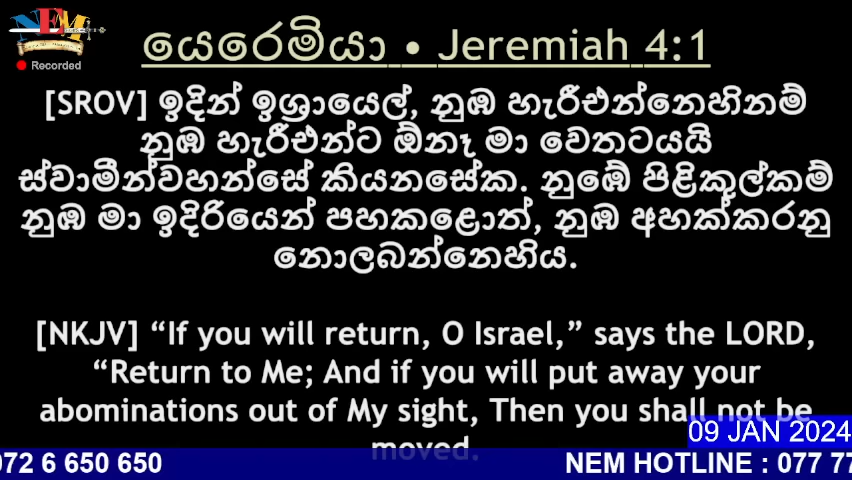 NEM
Recorded
යෙරෙමියා • Jeremiah 4:1
[SROV] ඉදින් ඉශ්‍රායෙල්, නුඹ හැරීඑන්නෙහිනම්
නුඹ හැරීඑන්ට ඕනෑ මා වෙතටයයි
ස්වාමීන්වහන්සේ කියනසේක. නුඹේ පිළිකුල්කම්
නුඹ මා ඉදිරියෙන් පහකළොත්, නුඹ අහක්කරනු
නොලබන්නෙහිය.
[NKJV] “If you will return, O Israel,” says the LORD,
“Return to Me; And if you will put away your
abominations out of My sight, Then you shall not be
moved.
09 JAN 2024
072 6 650 650
NEM HOTLINE : 077 77